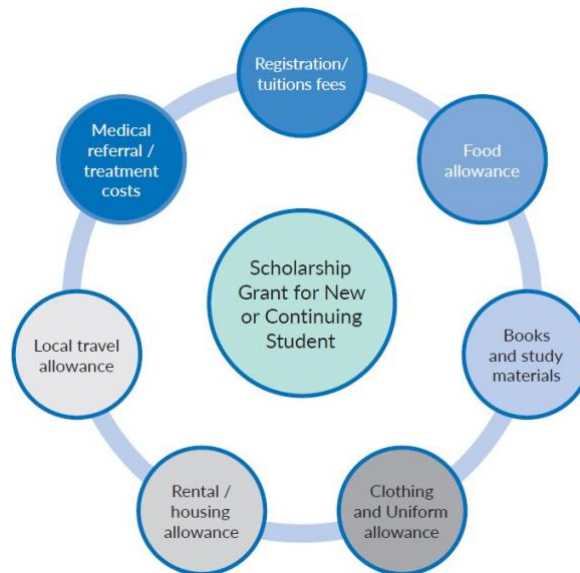 Registration/
tuitions fees
Food
allowance
Books
and study
materials
Clothing
and Uniform
allowance
Rental /
housing
allowance
Local travel
allowance
Medical
referral /
treatment
costs
Scholarship
Grant for New
or Continuing
Student